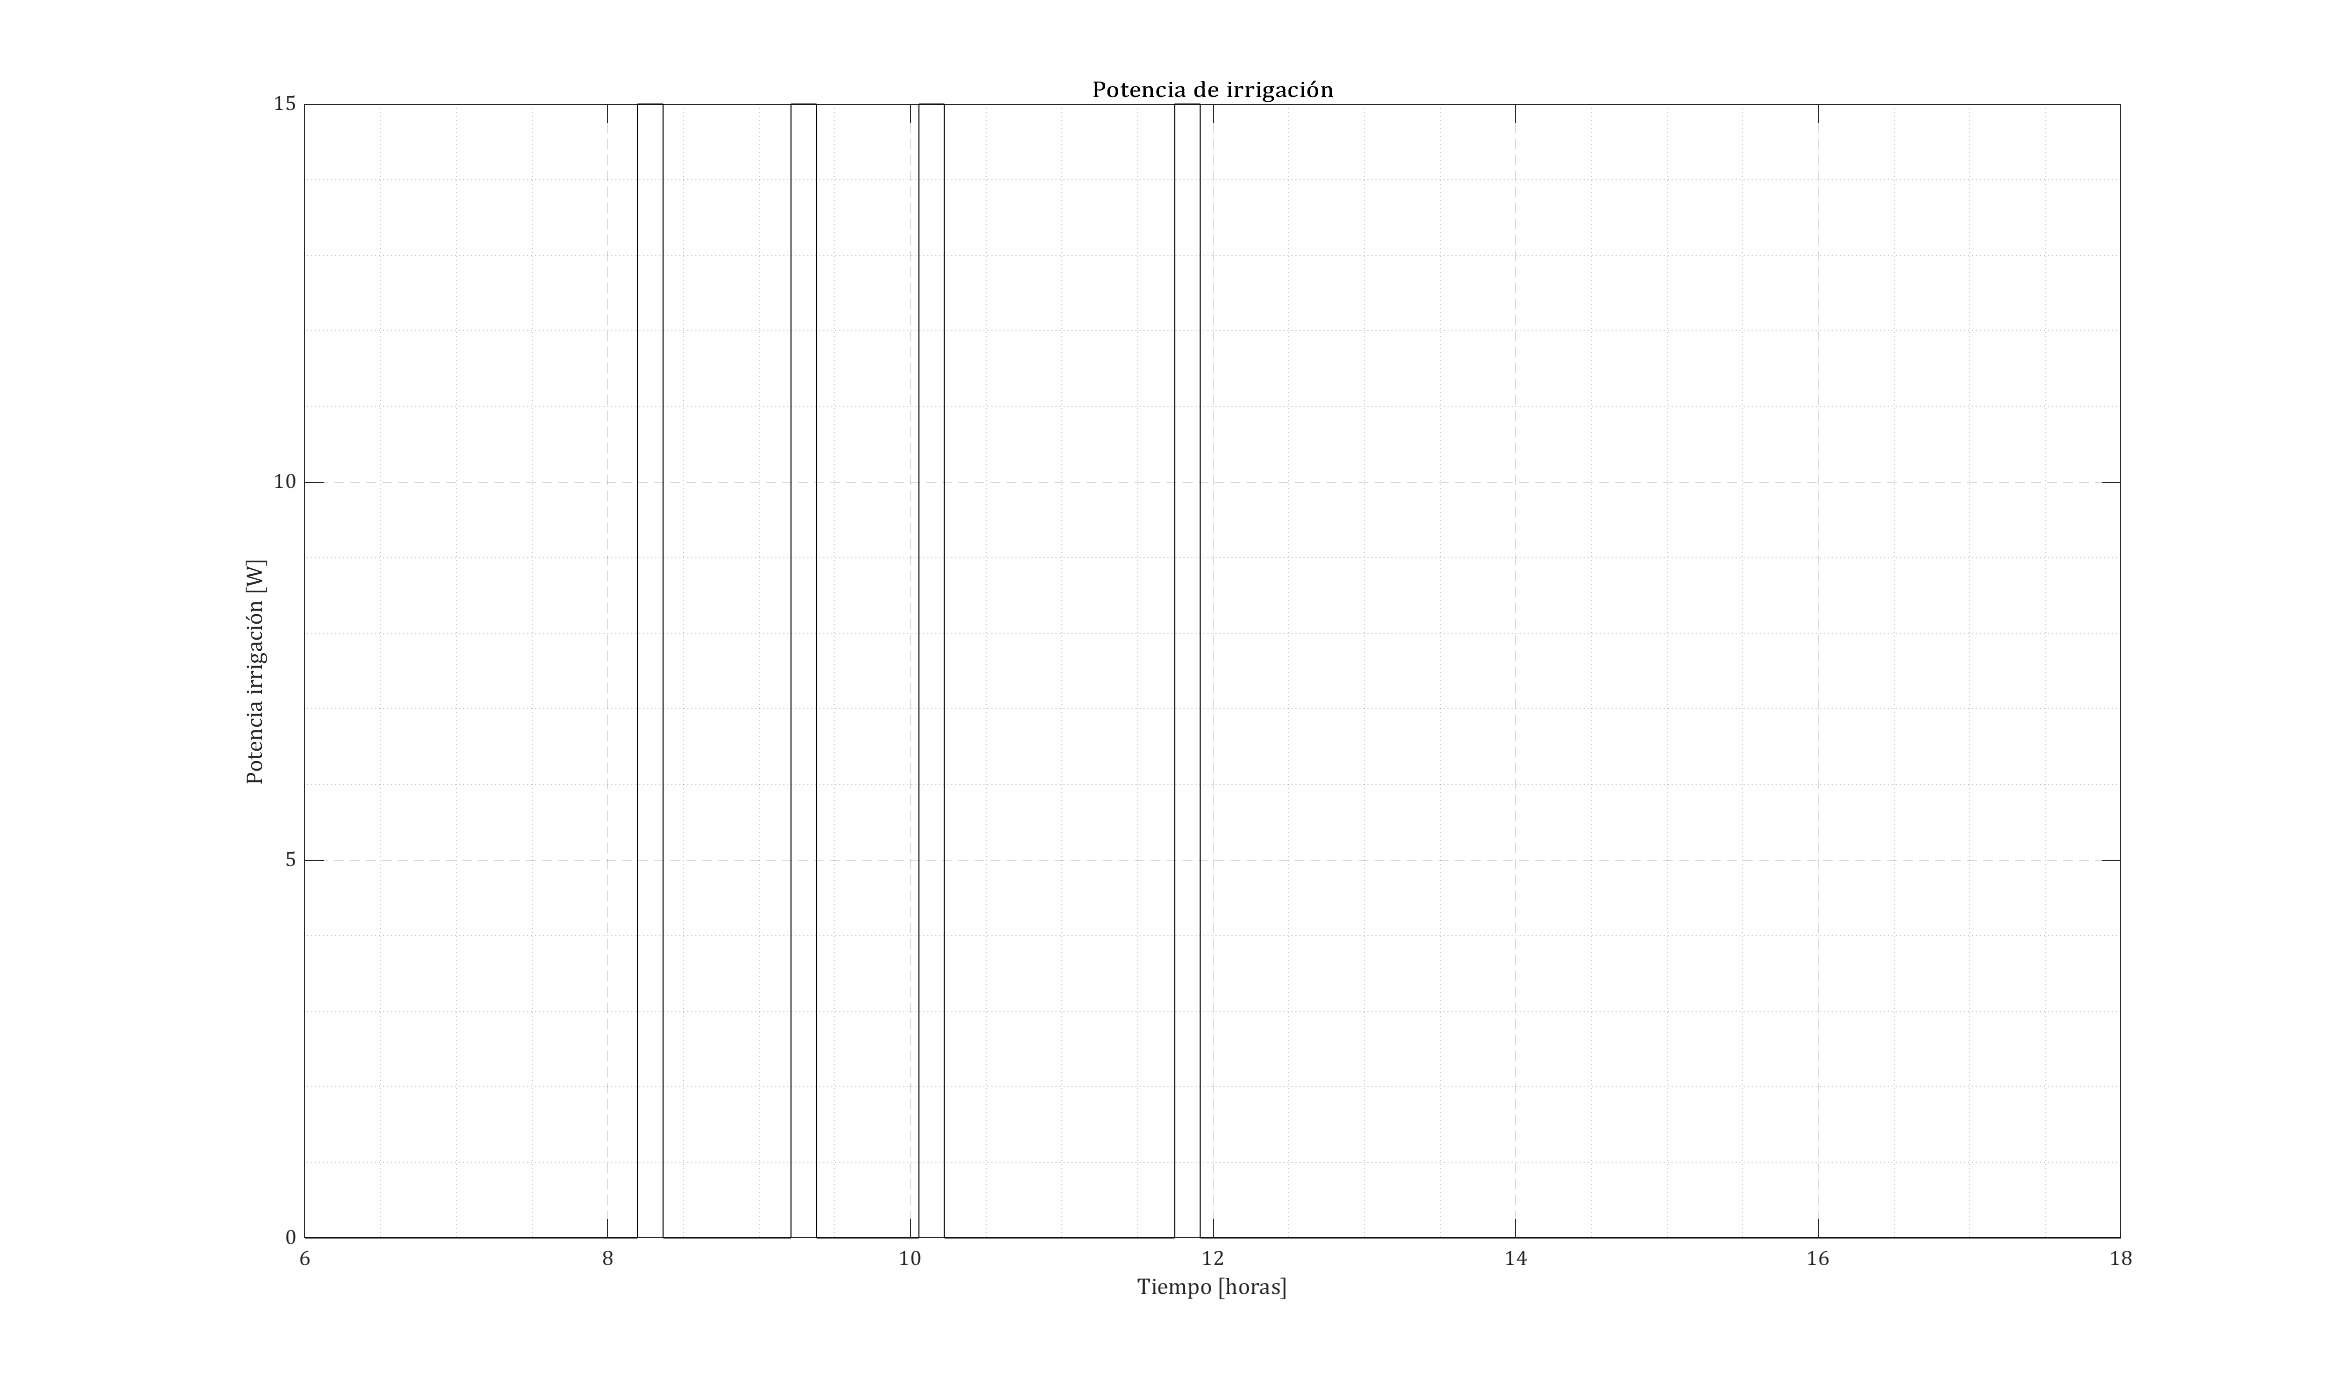 Potencia de irrigación
15
10
5
0
Potencia irrigación [W]
6 8 10 12 14 16 18
Tiempo [horas]